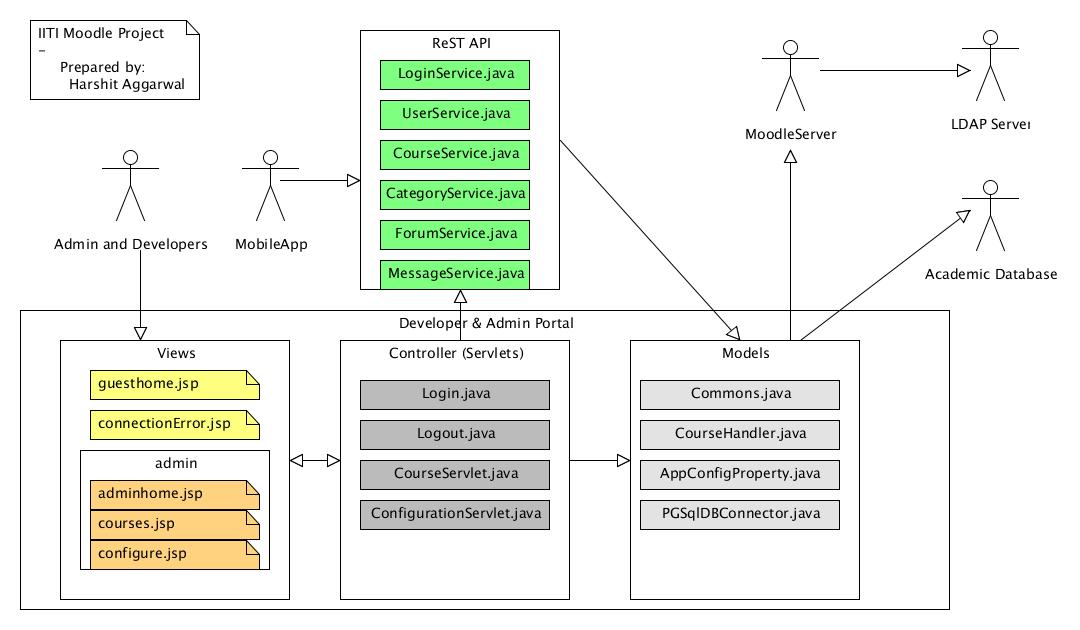 IITI Moodle Project
–
Prepared by:
Harshit Aggarwal
ReST API
LoginService.java
UserService.java
CourseService.java
CategoryService.java
ForumService.java
MessageService.java
MoodleServer
LDAP Server
Admin and Developers
MobileApp
Academic Database
Developer & Admin Portal
Views
guesthome.jsp
connectionError.jsp
admin
adminhome.jsp
courses.jsp
configure.jsp
Controller (Servlets)
Login.java
Logout.java
CourseServlet.java
ConfigurationServlet.java
Models
Commons.java
CourseHandler.java
AppConfigProperty.java
PGSqlDBConnector.java